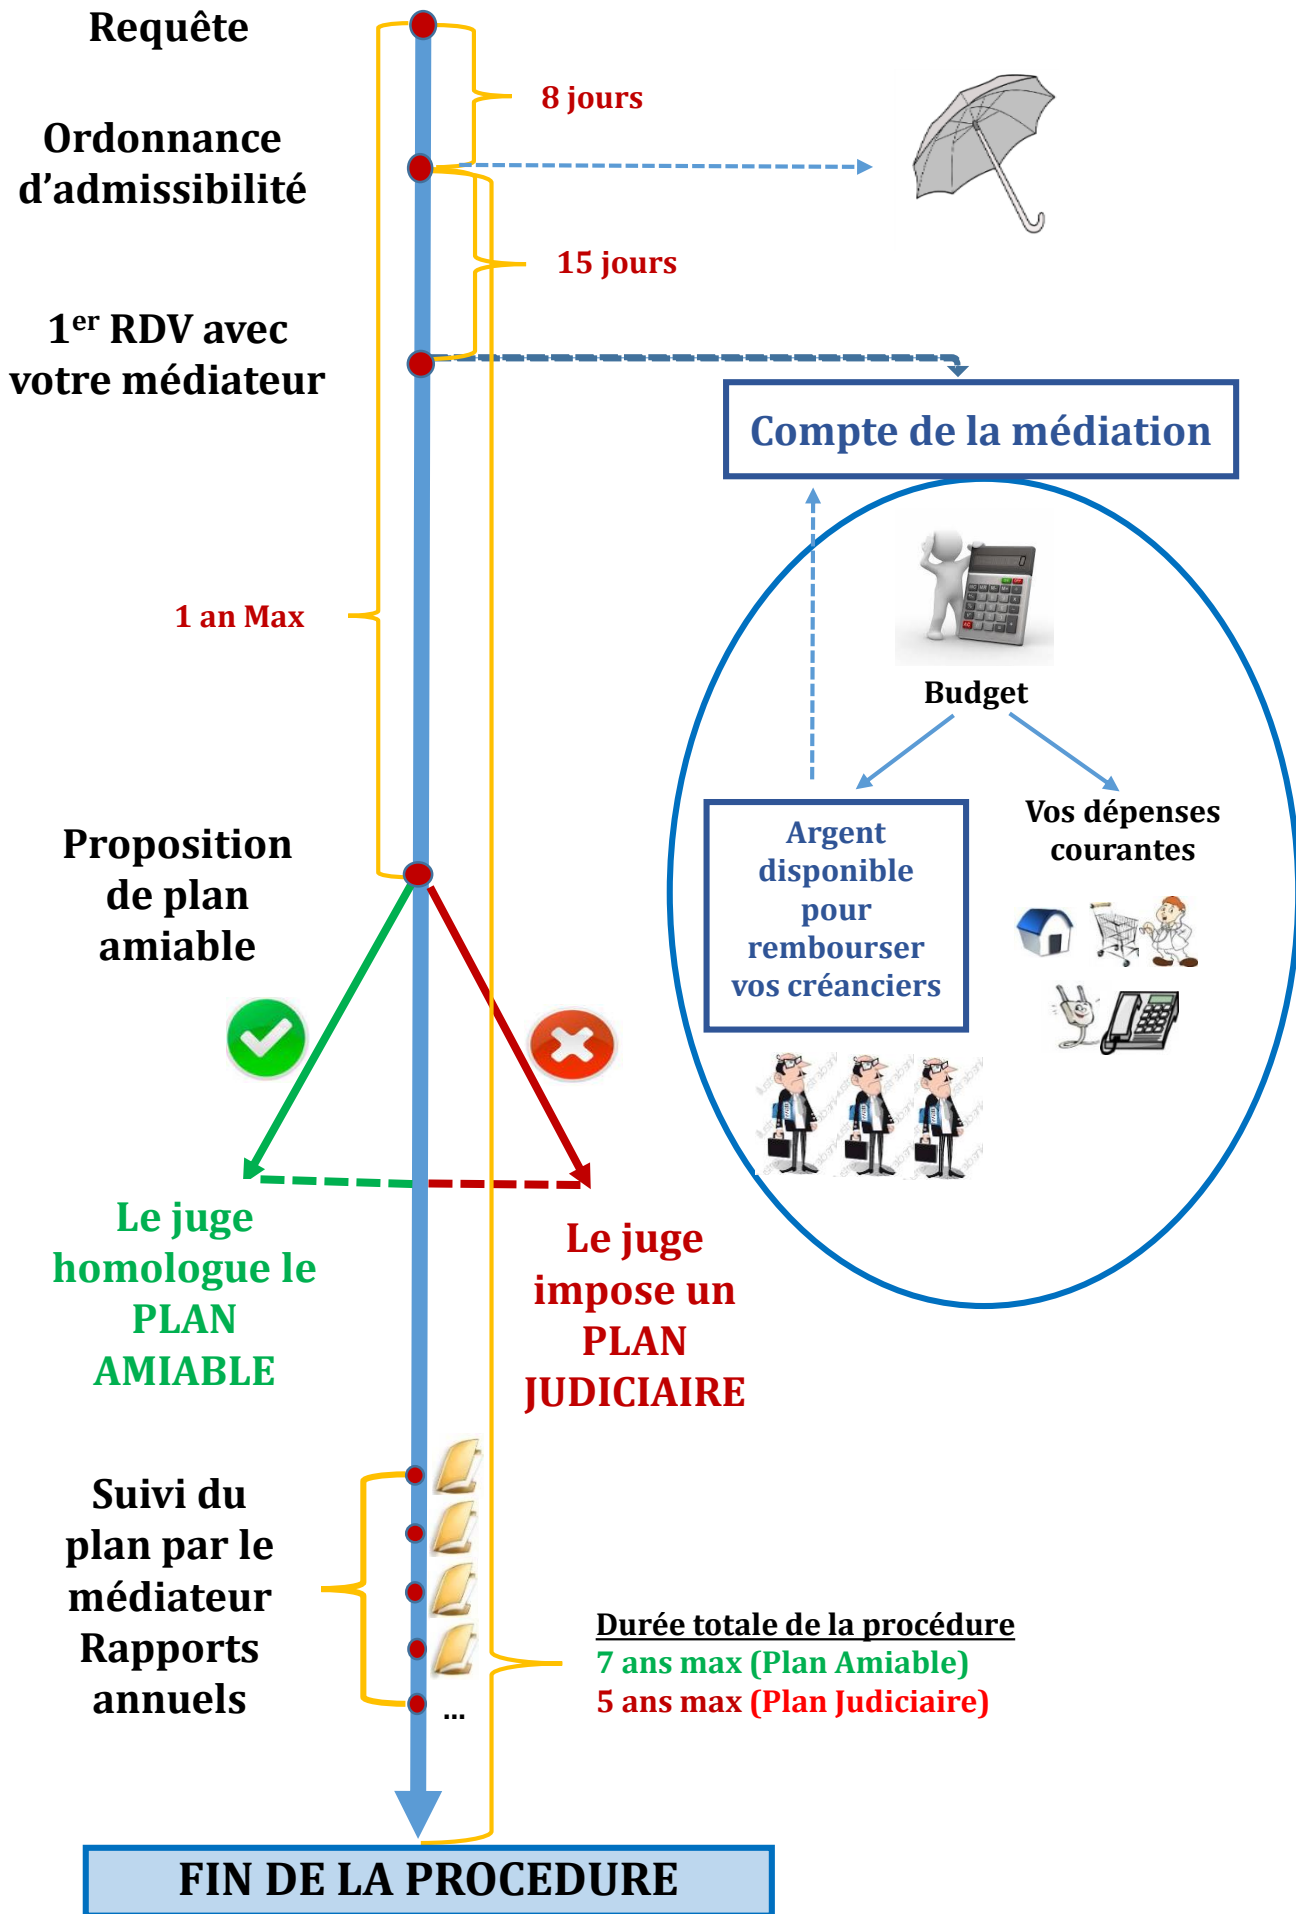 Requête
8 jours
Ordonnance
d’admissibilité
15 jours
1er RDV avec
votre médiateur
Compte de la médiation
1 an Max
Budget
Argent
disponible
pour
rembourser
vos créanciers
Vos dépenses
courantes
Proposition
de plan
amiable
Le juge
homologue le
PLAN
AMIABLE
Le juge
impose un
PLAN
JUDICIAIRE
Suivi du
plan par le
médiateur
Rapports
annuels
...
Durée totale de la procédure
7 ans max (Plan Amiable)
5 ans max (Plan Judiciaire)
FIN DE LA PROCEDURE